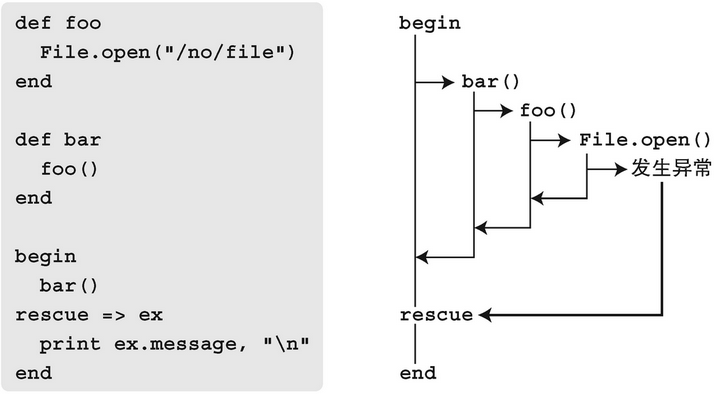 def foo
  File.open("/no/file")
end
def bar
  foo()
end
begin
  bar()
rescue => ex
  print ex.message, "\n"
end
begin
bar()
foo()
File.open()
发生异常
rescue
end